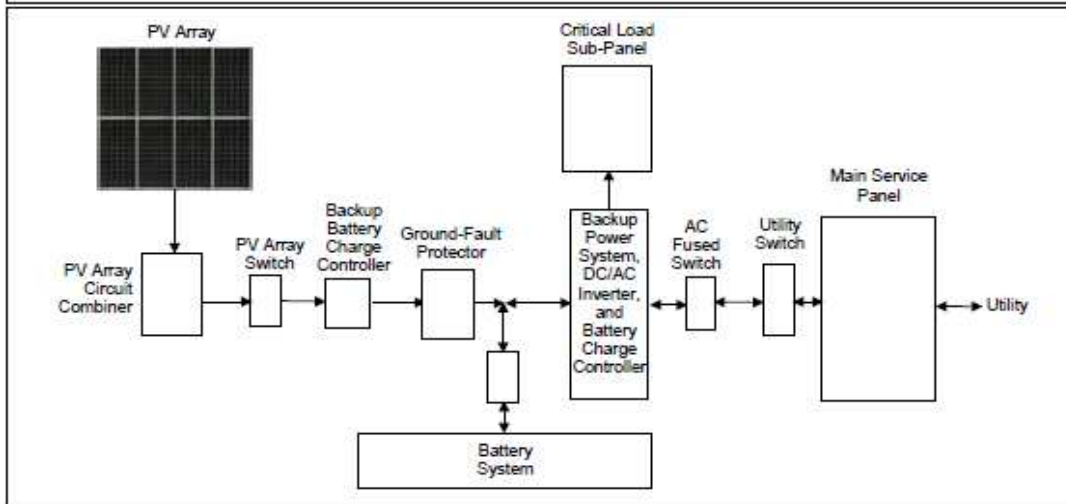 PV Array
Critical Load
Sub-Panel
Main Service
Panel
Backup
Battery
Charge
Controller
Ground-Fault
Protector
PV Array
Switch
PV Array
Circuit
Combiner
Backup
Power
System,
DC/AC
Inverter,
and
Battery
Charge
Controller
AC
Fused
Switch
Utility
Switch
Utility
Battery
System